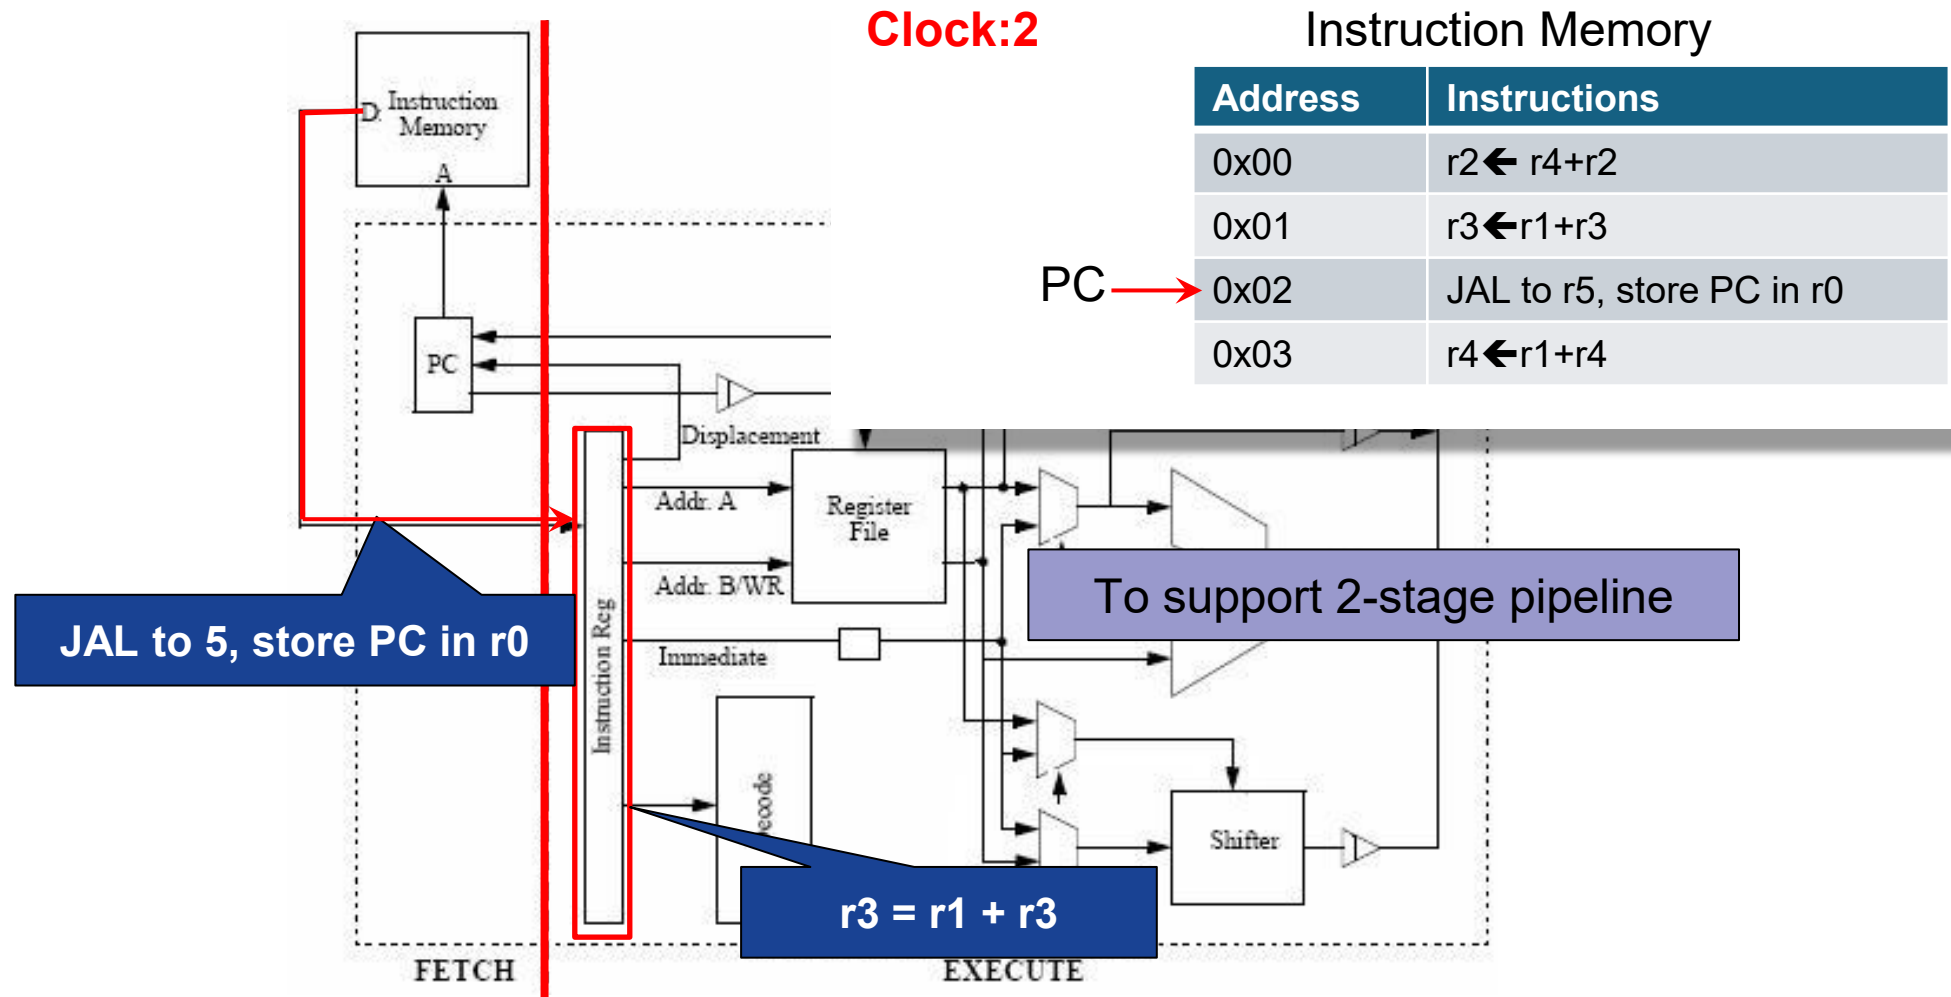 Clock:2
Instruction Memory
Address Instructions
0x00 r2🡸 r4+r2
0x01 r3🡸r1+r3
PC 0x02 JAL to r5, store PC in r0
0x03 r4🡸r1+r4
D
Instruction
Memory
A
PC
Displacement
Addr. A
Register
File
Addr. B/WR
To support 2-stage pipeline
JAL to 5, store PC in r0
Immediate
Instruction Reg
ecode
Shifter
r3 = r1 + r3
FETCH
EXECUTE